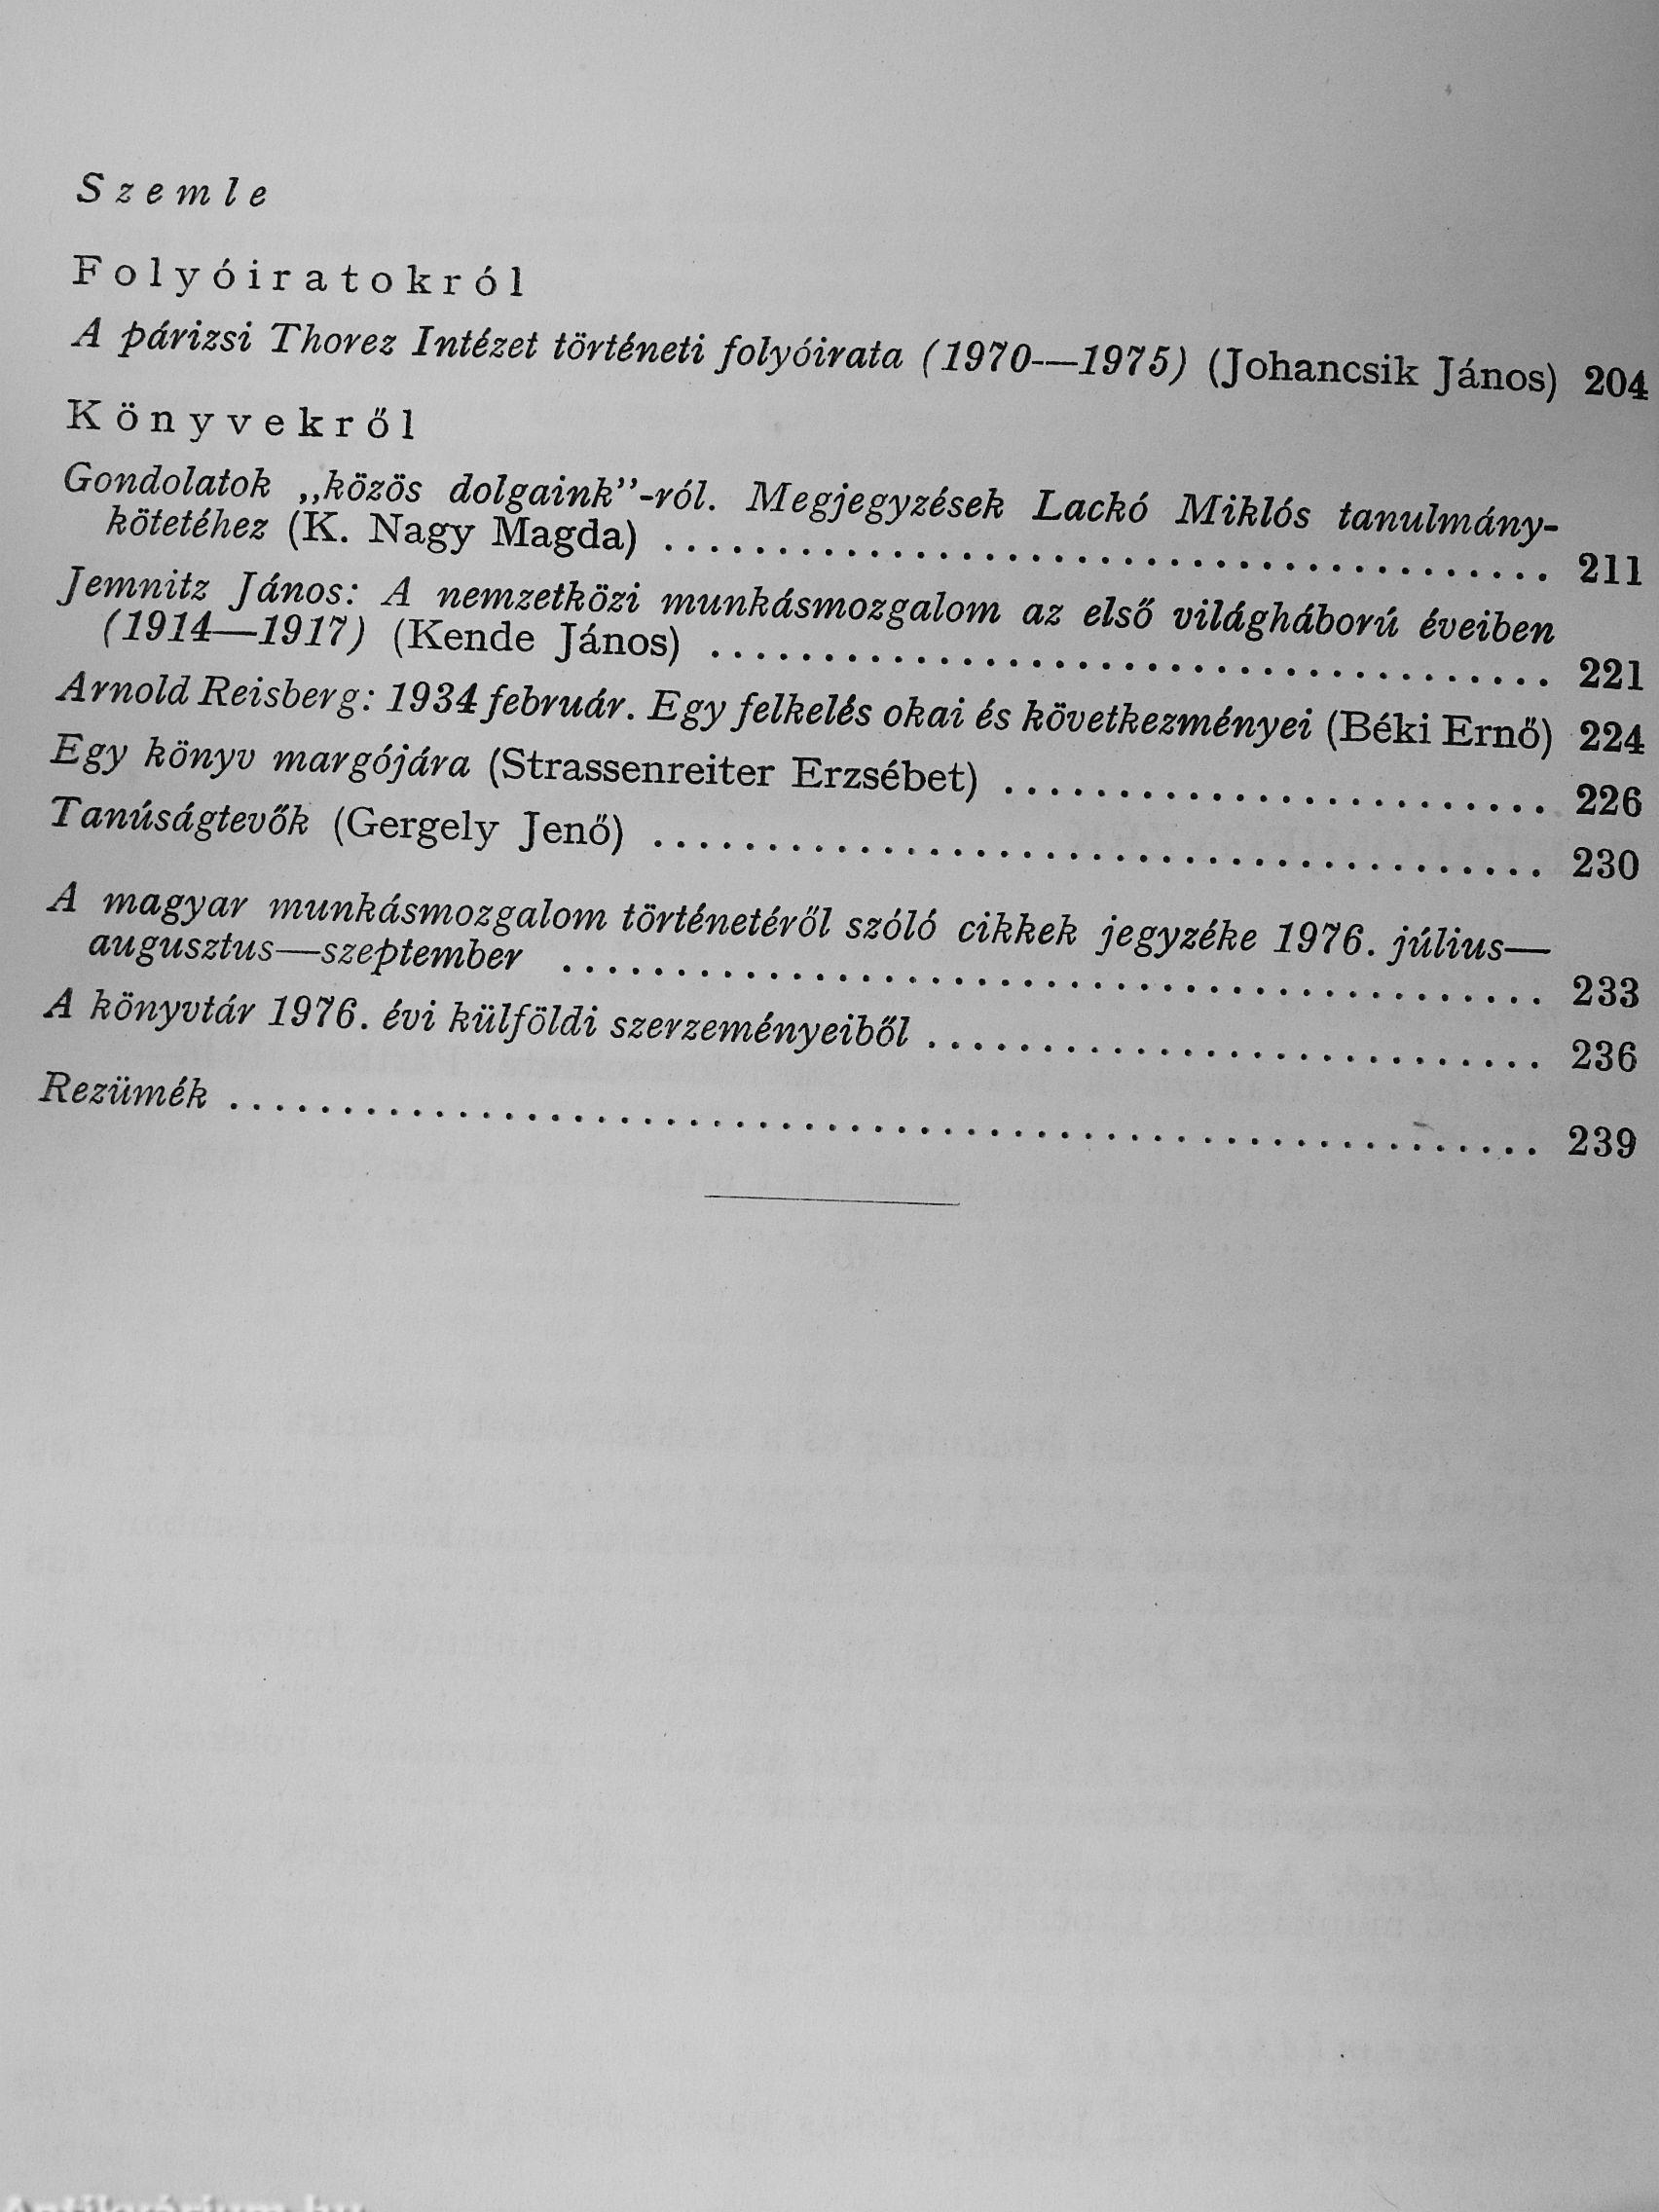 Szemle
Folyóiratokról
A párizsi Thorez Intézet történeti folyóirata (1970—1975) (Johancsik János) 204
Könyvekről
Gondolatok „közös dolgaink”-ról. Megjegyzések Lackó Miklós tanulmány-
kötetéhez (K. Nagy Magda) ........................................ 211
Jemnitz János: A nemzetközi munkásmozgalom az első világháború éveiben
(1914—1917) (Kende János) ...................................... 221
Arnold Reisberg: 1934 február. Egy felkelés okai és következményei (Béki Ernő) 224
Egy könyv margójára (Strassenreiter Erzsébet) ........................ 226
Tanúságtevők (Gergely Jenő) ........................................ 230
A magyar munkásmozgalom történetéről szóló cikkek jegyzéke 1976. július—
augusztus—szeptember ........................................... 233
A könyvtár 1976. évi külföldi szerzeményeiből ........................... 236
Rezümék .......................................................... 239
Antikvárium.hu